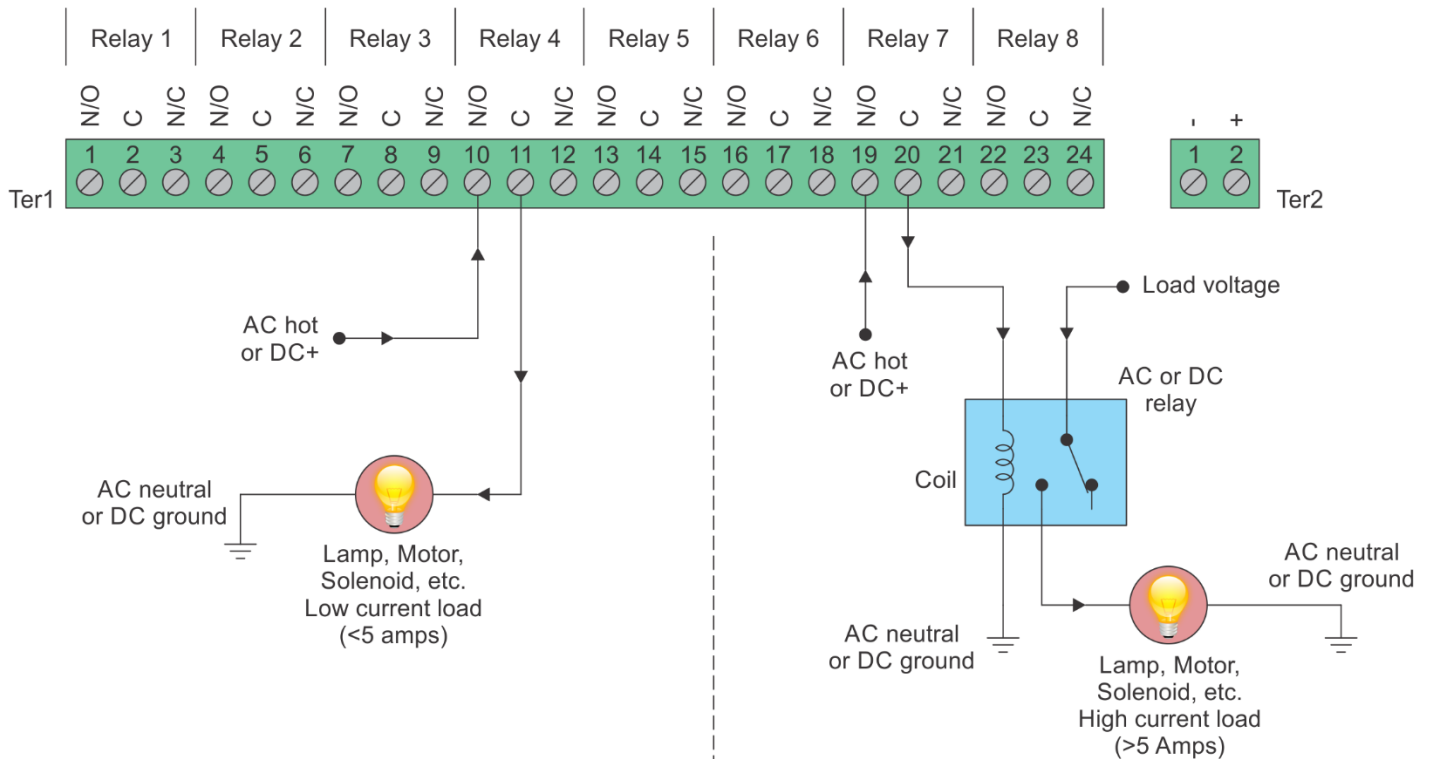 Relay 1 Relay 2 Relay 3 Relay 4 Relay 5 Relay 6 Relay 7 Relay 8
N/O C N/C N/O C N/C N/O C N/C N/O C N/C N/O C N/C N/O C N/C N/O C N/C N/O C N/C - +
1 2 3 4 5 6 7 8 9 10 11 12 13 14 15 16 17 18 19 20 21 22 23 24 1 2
Ter1 Ter2
AC hot
or DC+
AC neutral
or DC ground
Lamp, Motor,
Solenoid, etc.
Low current load
(<5 amps)
Load voltage
AC hot
or DC+
AC or DC
relay
Coil
AC neutral
or DC ground
AC neutral
or DC ground
Lamp, Motor,
Solenoid, etc.
High current load
(>5 Amps)